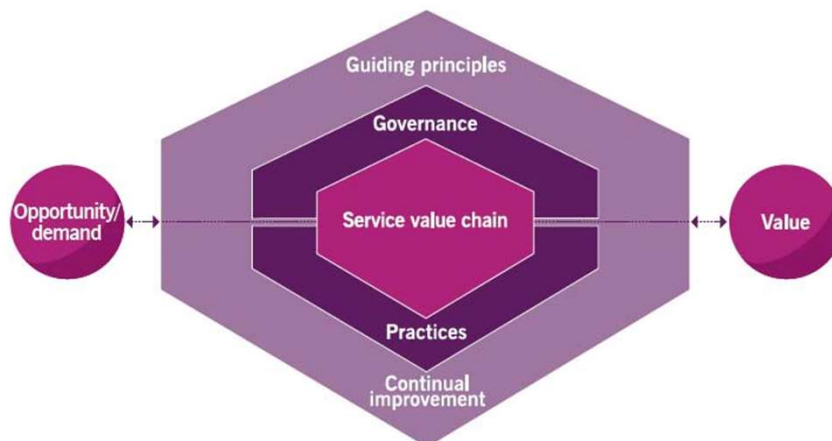 Guiding principles
Governance
Opportunity/
demand
Service value chain
Value
Practices
Continual
improvement